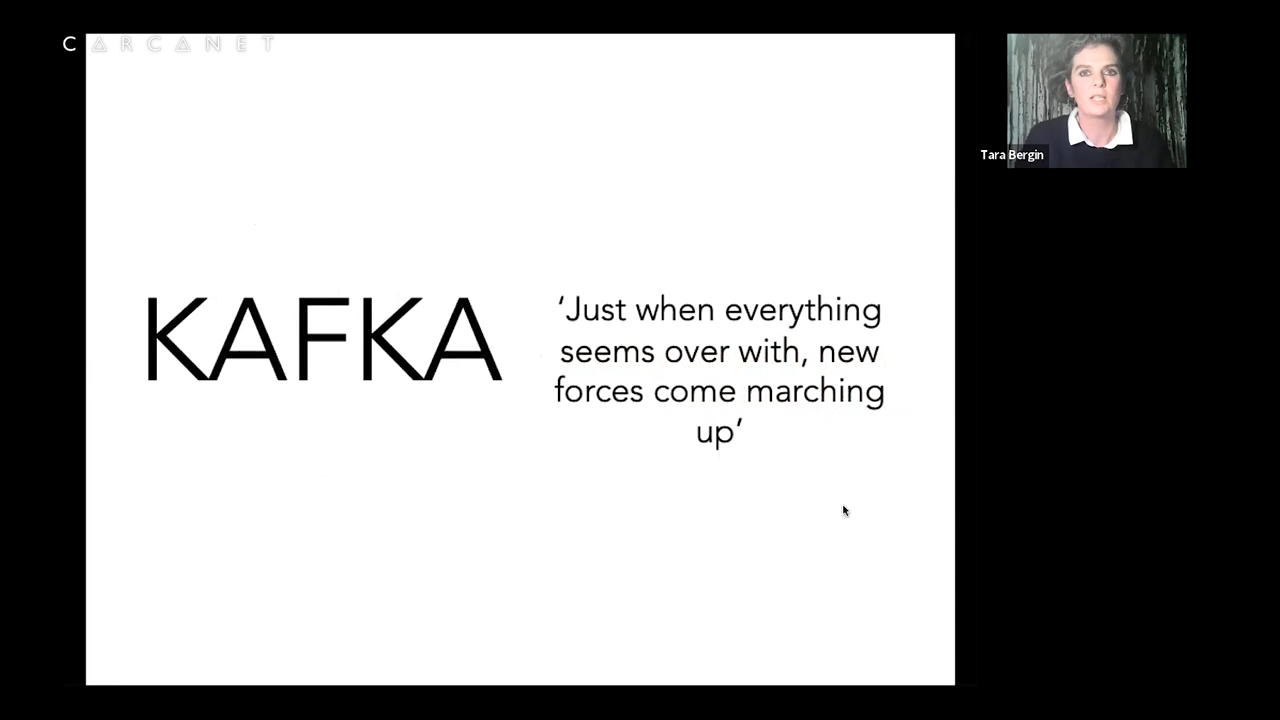 CARCANET
KAFKA
‘Just when everything
seems over with, new
forces come marching
up’
Tara Bergin